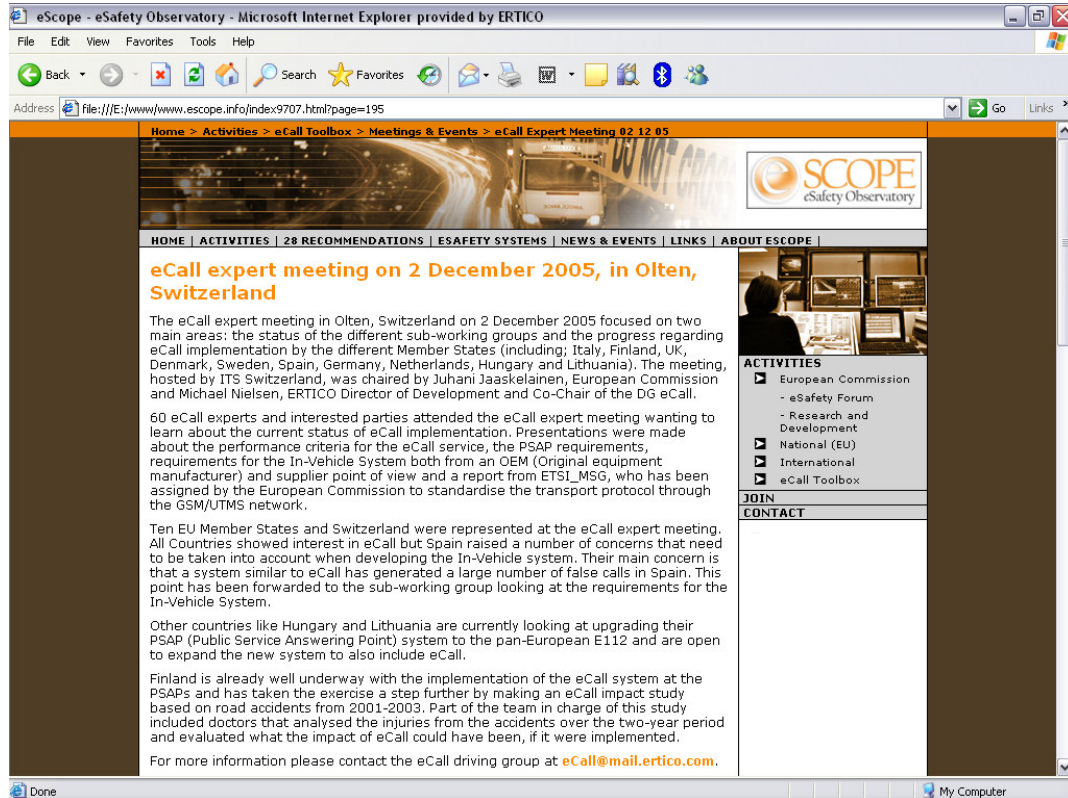 eScope - eSafety Observatory - Microsoft Internet Explorer provided by ERTICO
File Edit View Favorites Tools Help
Back Search Favorites
Address file:///E:/www/www.escope.info/index9707.html?page=195 Go Links
Home > Activities > eCall Toolbox > Meetings & Events > eCall Expert Meeting 02 12 05
DO NOT CROSS
eSCOPE
eSafety Observatory
HOME | ACTIVITIES | 28 RECOMMENDATIONS | ESAFETY SYSTEMS | NEWS & EVENTS | LINKS | ABOUT ESCOPE |
eCall expert meeting on 2 December 2005, in Olten,
Switzerland
The eCall expert meeting in Olten, Switzerland on 2 December 2005 focused on two
main areas: the status of the different sub-working groups and the progress regarding
eCall implementation by the different Member States (including; Italy, Finland, UK,
Denmark, Sweden, Spain, Germany, Netherlands, Hungary and Lithuania). The meeting,
hosted by ITS Switzerland, was chaired by Juhani Jaaskelainen, European Commission
and Michael Nielsen, ERTICO Director of Development and Co-Chair of the DG eCall.
60 eCall experts and interested parties attended the eCall expert meeting wanting to
learn about the current status of eCall implementation. Presentations were made
about the performance criteria for the eCall service, the PSAP requirements,
requirements for the In-Vehicle System both from an OEM (Original equipment
manufacturer) and supplier point of view and a report from ETSI_MSG, who has been
assigned by the European Commission to standardise the transport protocol through
the GSM/UTMS network.
Ten EU Member States and Switzerland were represented at the eCall expert meeting.
All Countries showed interest in eCall but Spain raised a number of concerns that need
to be taken into account when developing the In-Vehicle system. Their main concern is
that a system similar to eCall has generated a large number of false calls in Spain. This
point has been forwarded to the sub-working group looking at the requirements for the
In-Vehicle System.
Other countries like Hungary and Lithuania are currently looking at upgrading their
PSAP (Public Service Answering Point) system to the pan-European E112 and are open
to expand the new system to also include eCall.
Finland is already well underway with the implementation of the eCall system at the
PSAPs and has taken the exercise a step further by making an eCall impact study
based on road accidents from 2001-2003. Part of the team in charge of this study
included doctors that analysed the injuries from the accidents over the two-year period
and evaluated what the impact of eCall could have been, if it were implemented.
For more information please contact the eCall driving group at eCall@mail.ertico.com.
ACTIVITIES
European Commission
- eSafety Forum
- Research and
Development
National (EU)
International
eCall Toolbox
JOIN
CONTACT
Done My Computer